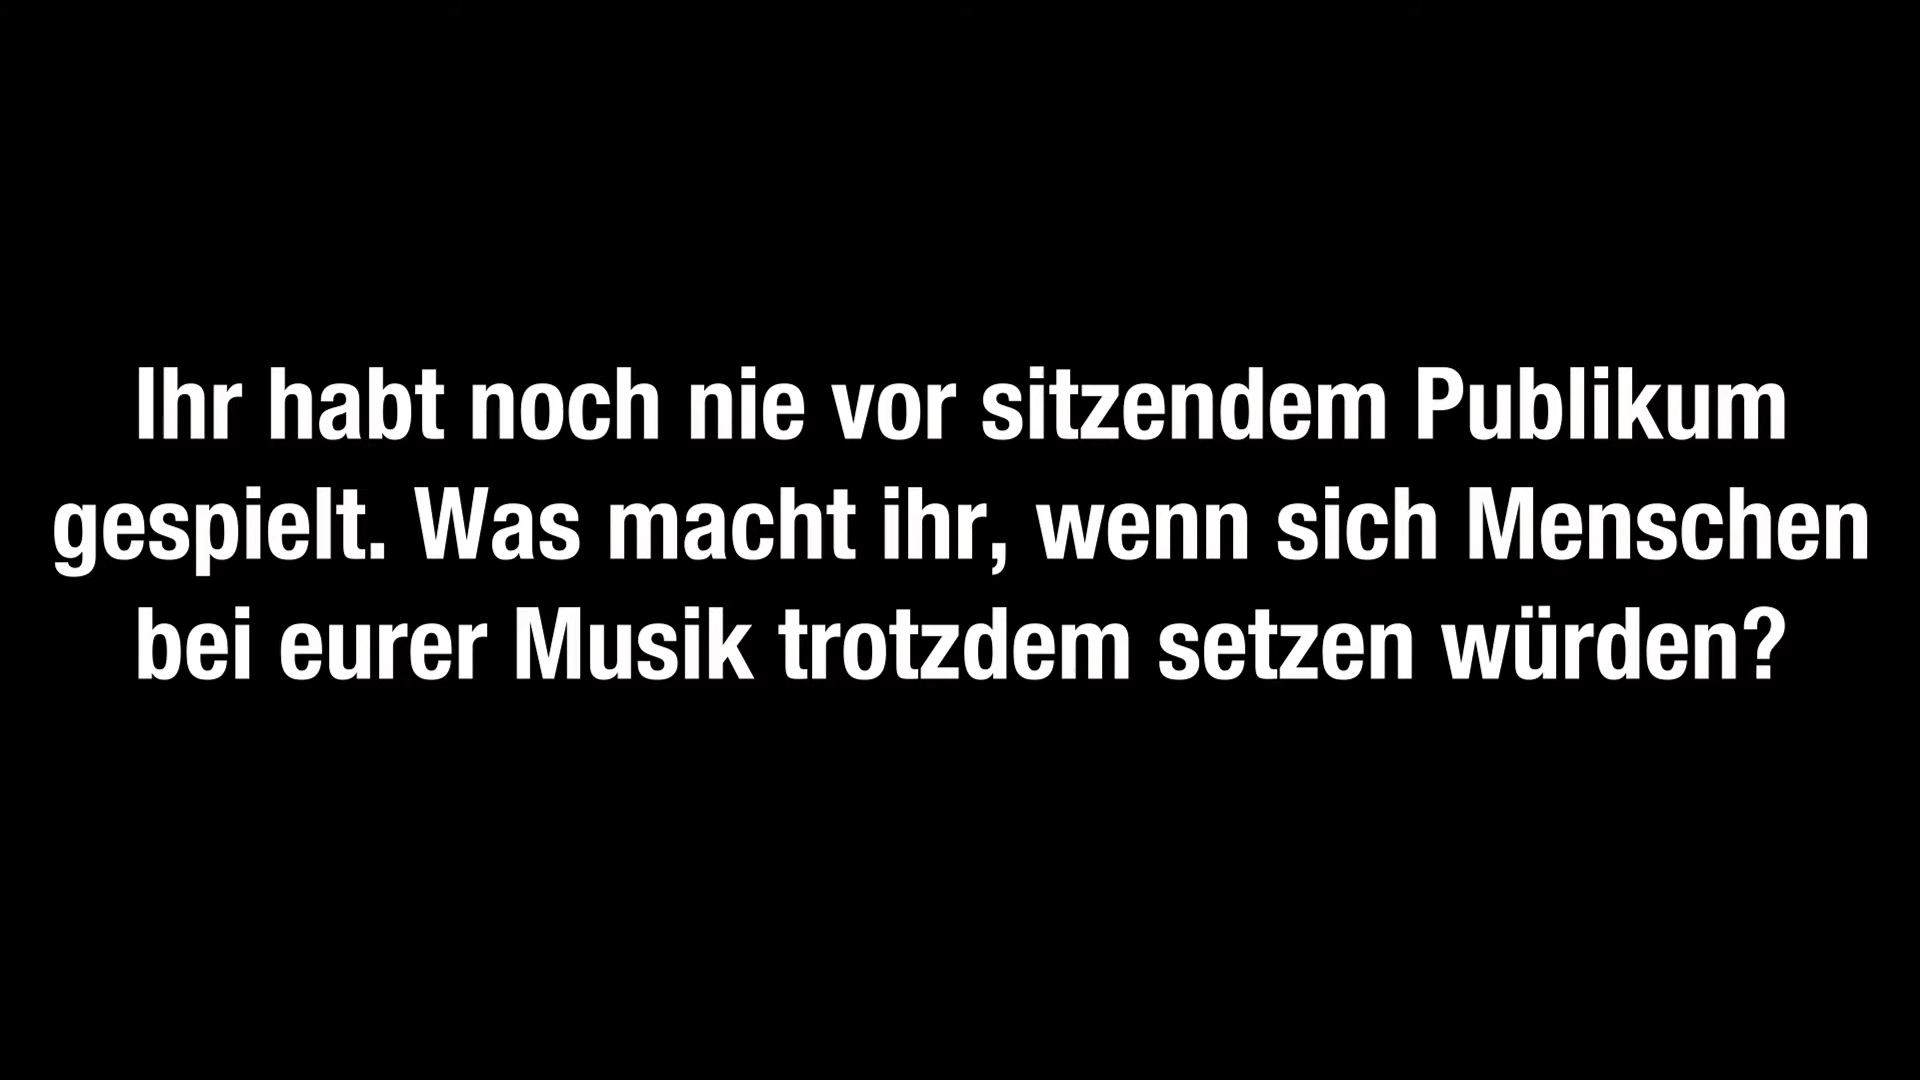 Ihr habt noch nie vor sitzendem Publikum
gespielt. Was macht ihr, wenn sich Menschen
bei eurer Musik trotzdem setzen würden?